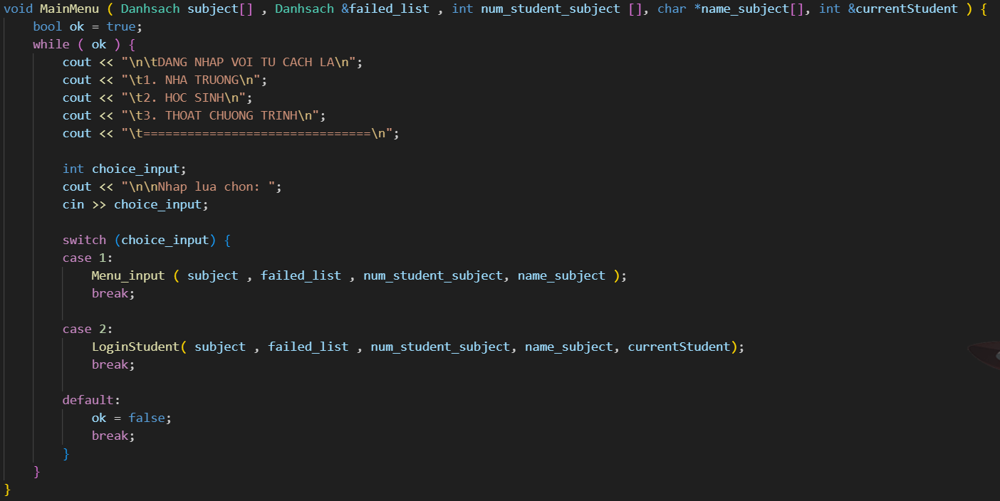 void MainMenu ( Danhsach subject[] , Danhsach &failed_list , int num_student_subject [], char *name_subject[], int &currentStudent ) {
    bool ok = true;
    while ( ok ) {
        cout << "\n\tDANG NHAP VOI TU CACH LA\n";
        cout << "\t1. NHA TRUONG\n";
        cout << "\t2. HOC SINH\n";
        cout << "\t3. THOAT CHUONG TRINH\n";
        cout << "\t===============================\n";

        int choice_input;
        cout << "\n\nNhap lua chon: ";
        cin >> choice_input;

        switch (choice_input) {
        case 1:
            Menu_input ( subject , failed_list , num_student_subject, name_subject );
            break;

        case 2:
            LoginStudent( subject , failed_list , num_student_subject, name_subject, currentStudent);
            break;

        default:
            ok = false;
            break;
        }
    }
}